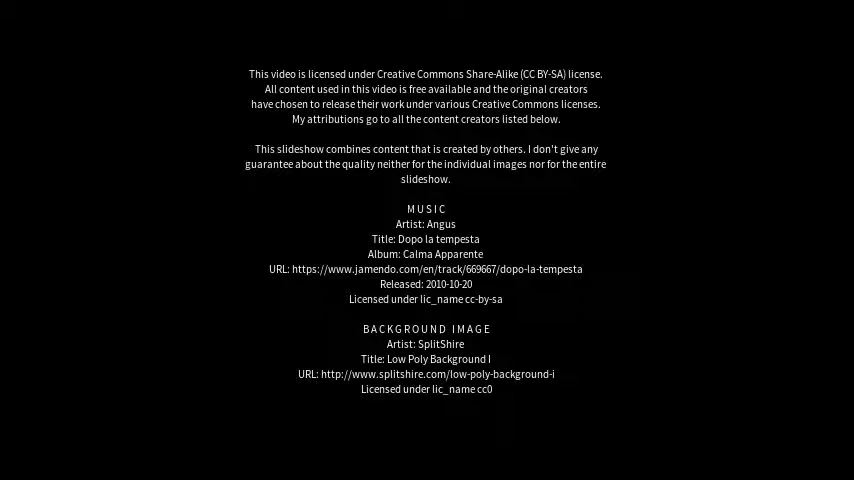 This video is licensed under Creative Commons Share-Alike (CC BY-SA) license.
All content used in this video is free available and the original creators
have chosen to release their work under various Creative Commons licenses.
My attributions go to all the content creators listed below.
This slideshow combines content that is created by others. I don't give any
guarantee about the quality neither for the individual images nor for the entire
slideshow.
MUSIC
Artist: Angus
Title: Dopo la tempesta
Album: Calma Apparente
URL: https://www.jamendo.com/en/track/669667/dopo-la-tempesta
Released: 2010-10-20
Licensed under lic_name cc-by-sa
BACKGROUND IMAGE
Artist: SplitShire
Title: Low Poly Background I
URL: http://www.splitshire.com/low-poly-background-i
Licensed under lic_name cc0